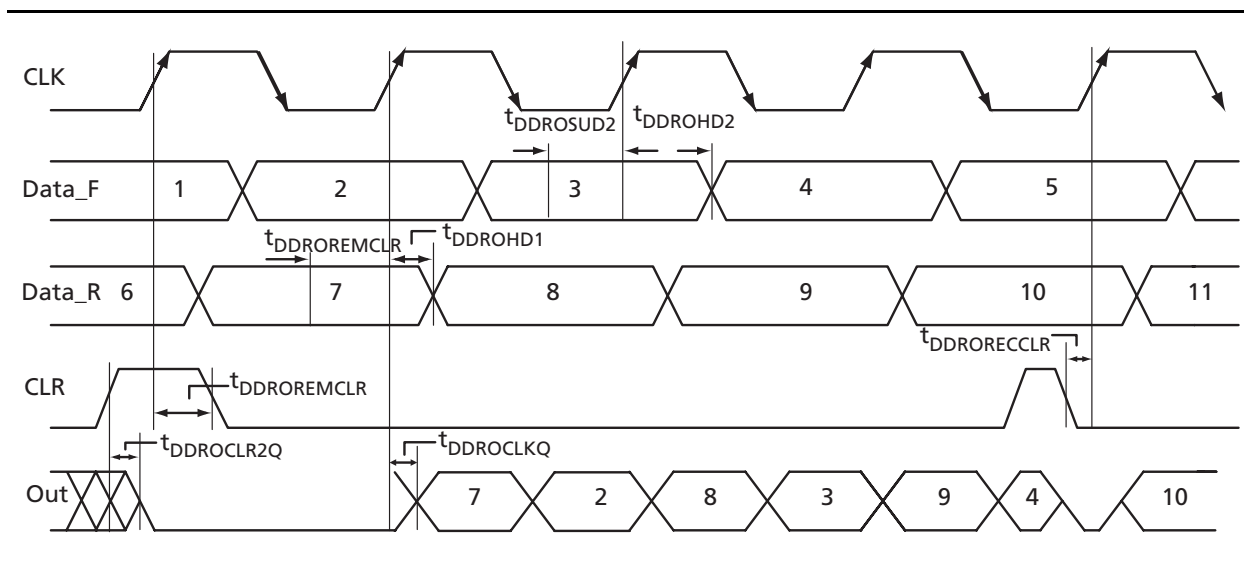 CLK
tDDROSUD2 tDDROHD2
Data_F 1 2 3 4 5
tDDROREMCLR tDDROHD1
Data_R 6 7 8 9 10 11
tDDRORECCLR
CLR tDDROREMCLR
tDDROCLR2Q tDDROCLKQ
Out 7 2 8 3 9 4 10